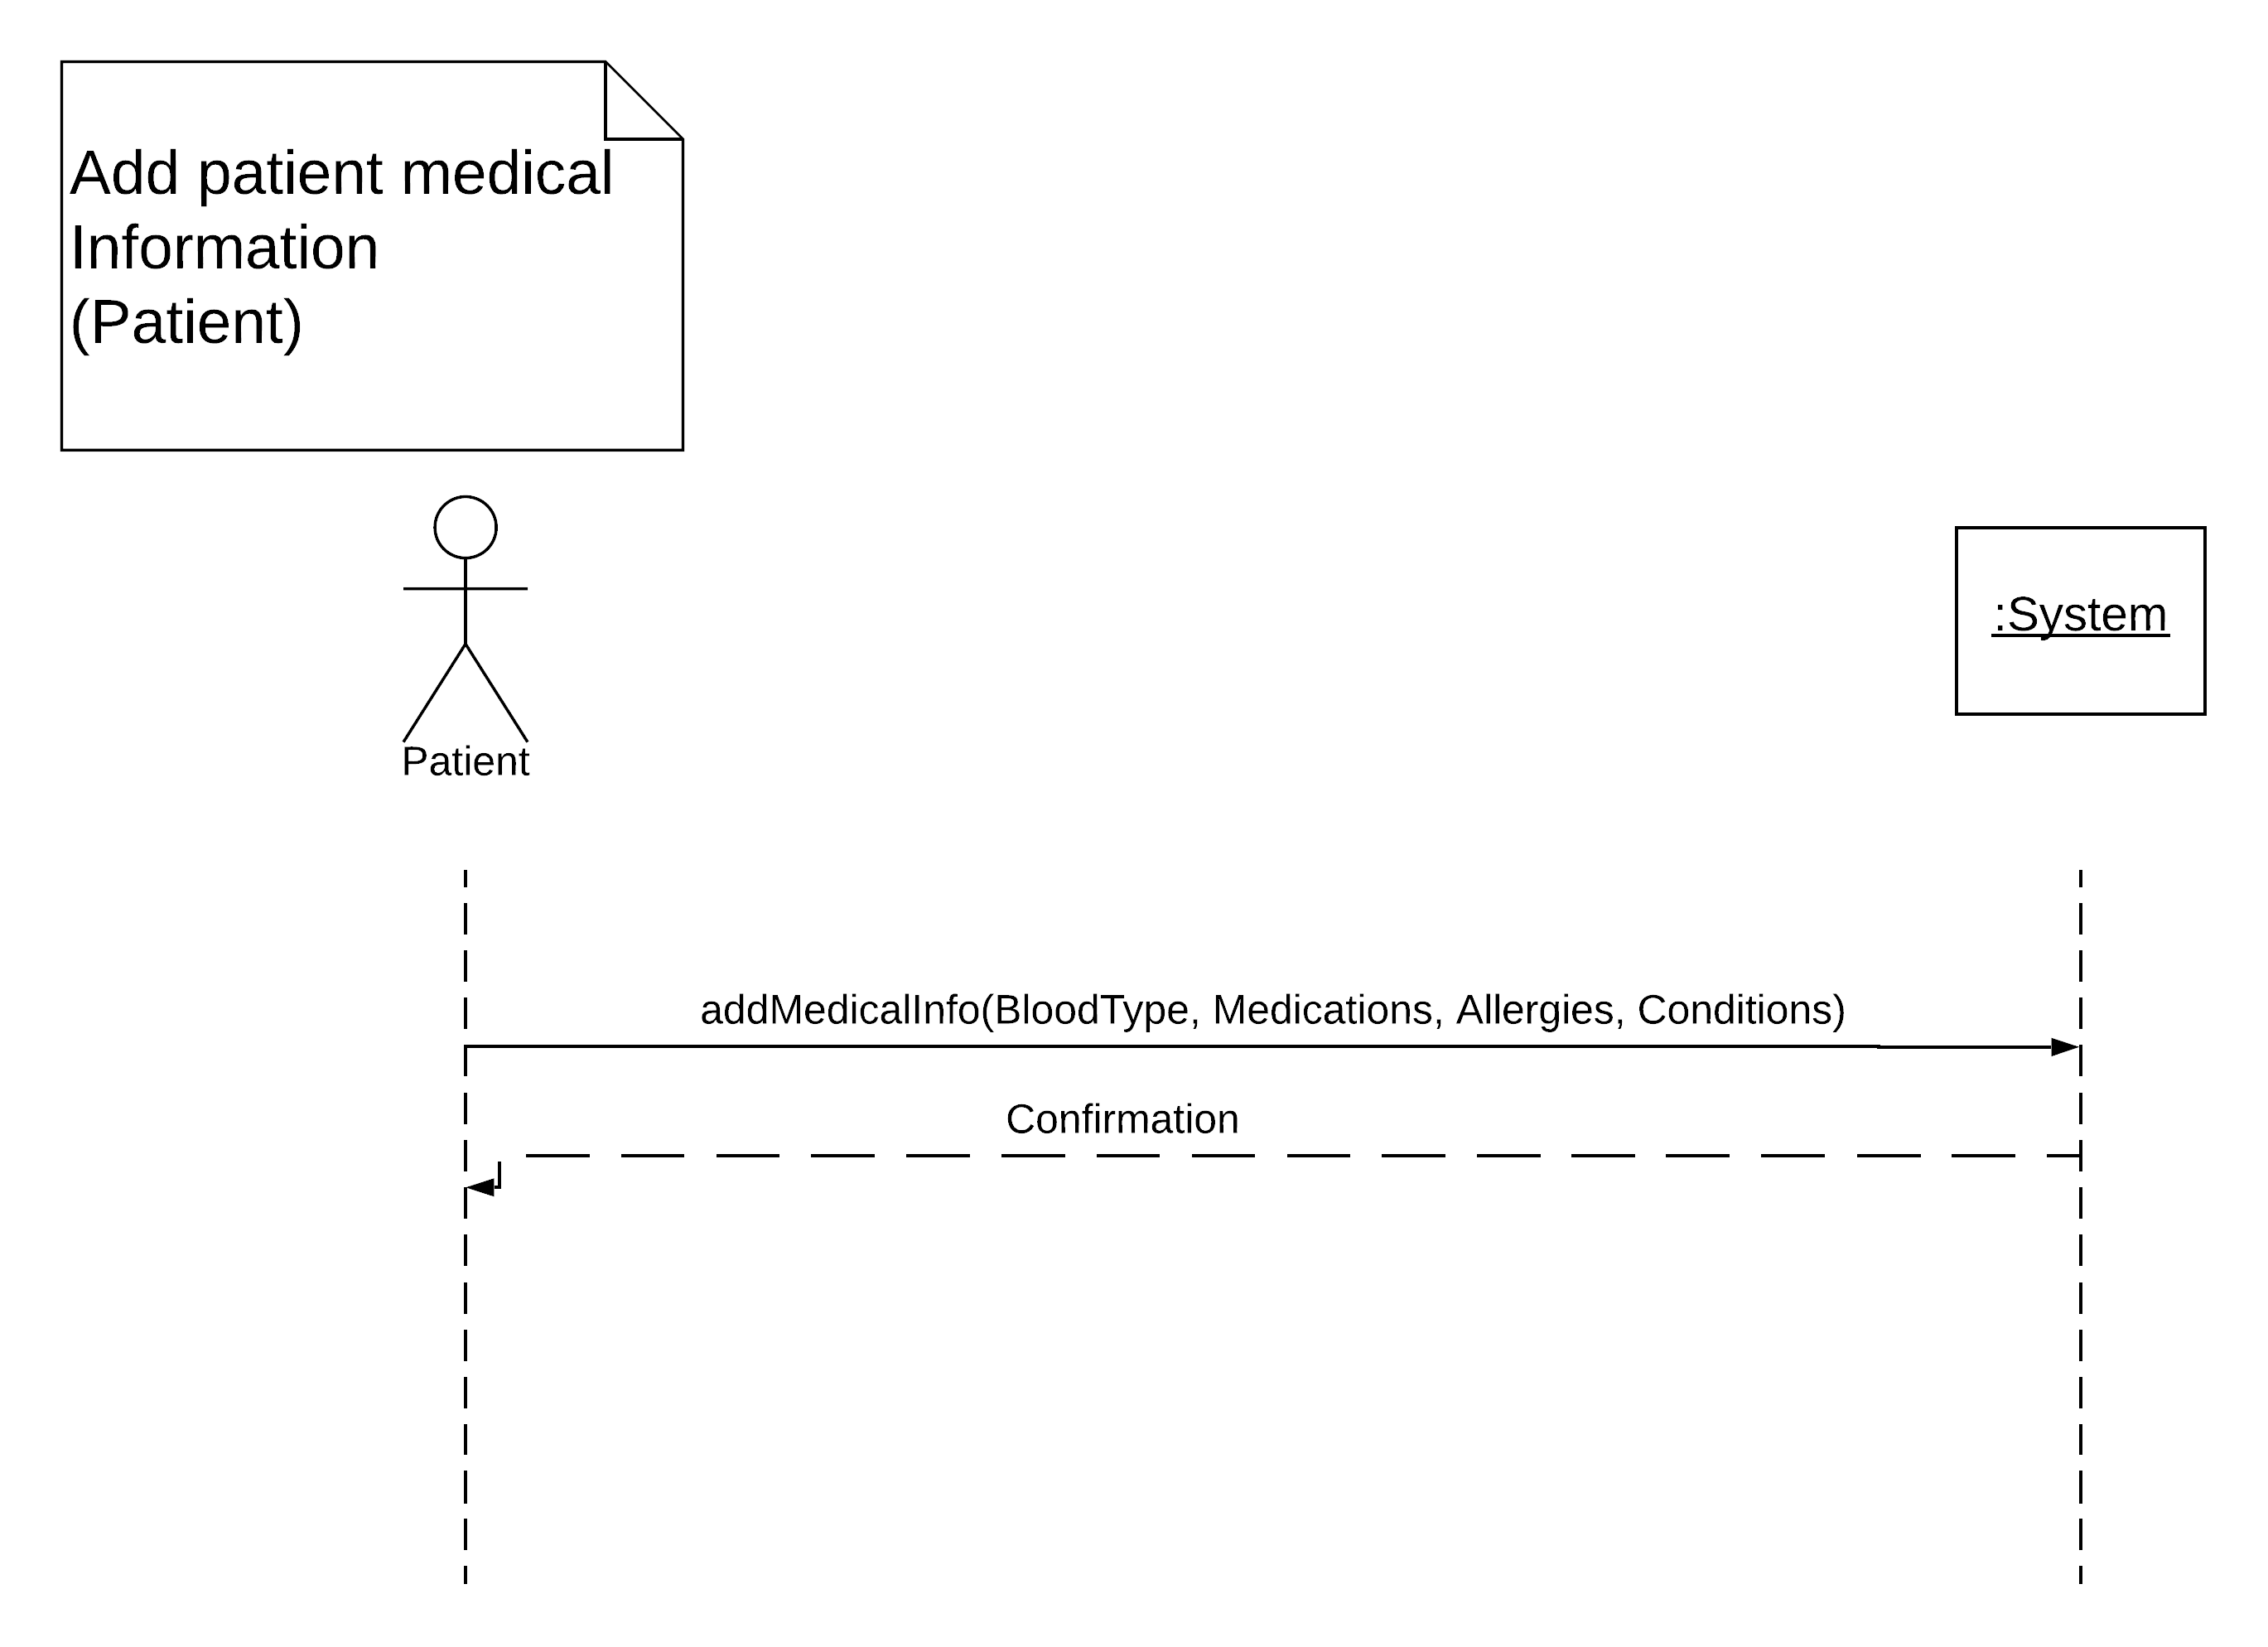 Add patient medical
Information
(Patient)
:System
Patient
addMedicalInfo(BloodType, Medications, Allergies, Conditions)
Confirmation